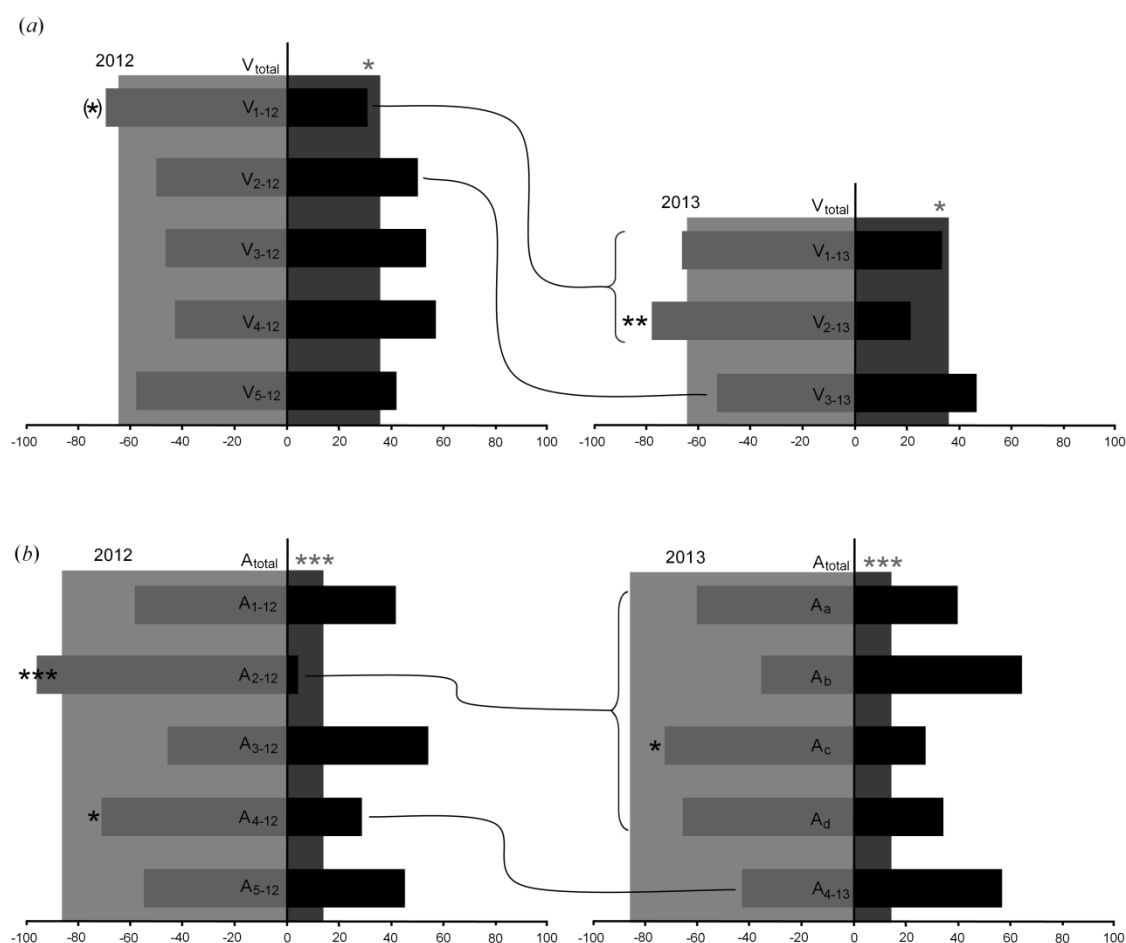 (a)
2012 V total *
(*) V1-12
V2-12
V3-12
V4-12
V5-12
-100 -80 -60 -40 -20 0 20 40 60 80 100
2013 V total *
V1-13
** V2-13
V3-13
-100 -80 -60 -40 -20 0 20 40 60 80 100
(b)
2012 A total ***
A1-12
*** A2-12
A3-12
* A4-12
A5-12
-100 -80 -60 -40 -20 0 20 40 60 80 100
2013 A total ***
Aa
Ab
* Ac
Ad
A4-13
-100 -80 -60 -40 -20 0 20 40 60 80 100